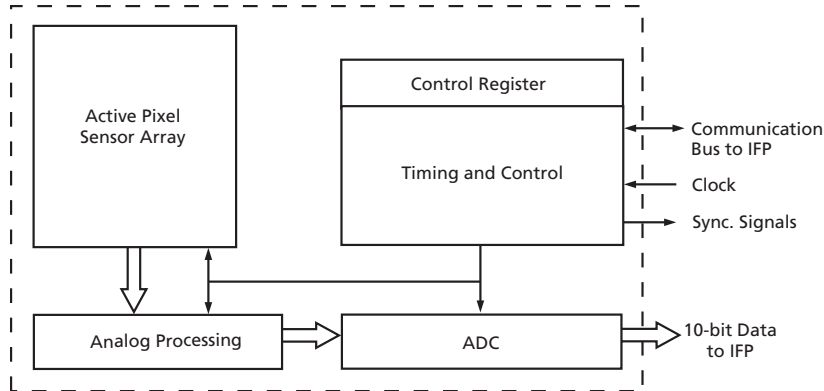 Active Pixel
Sensor Array
Control Register
Timing and Control
Communication
Bus to IFP
Clock
Sync. Signals
Analog Processing
ADC
10-bit Data
to IFP